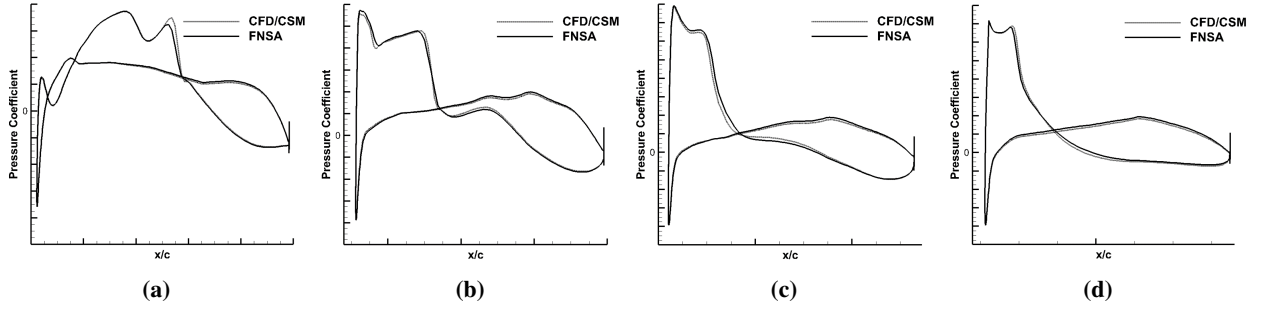 CFD/CSM
FNSA
Pressure Coefficient
0
x/c
(a)
CFD/CSM
FNSA
Pressure Coefficient
0
x/c
(b)
CFD/CSM
FNSA
Pressure Coefficient
0
x/c
(c)
CFD/CSM
FNSA
Pressure Coefficient
0
x/c
(d)